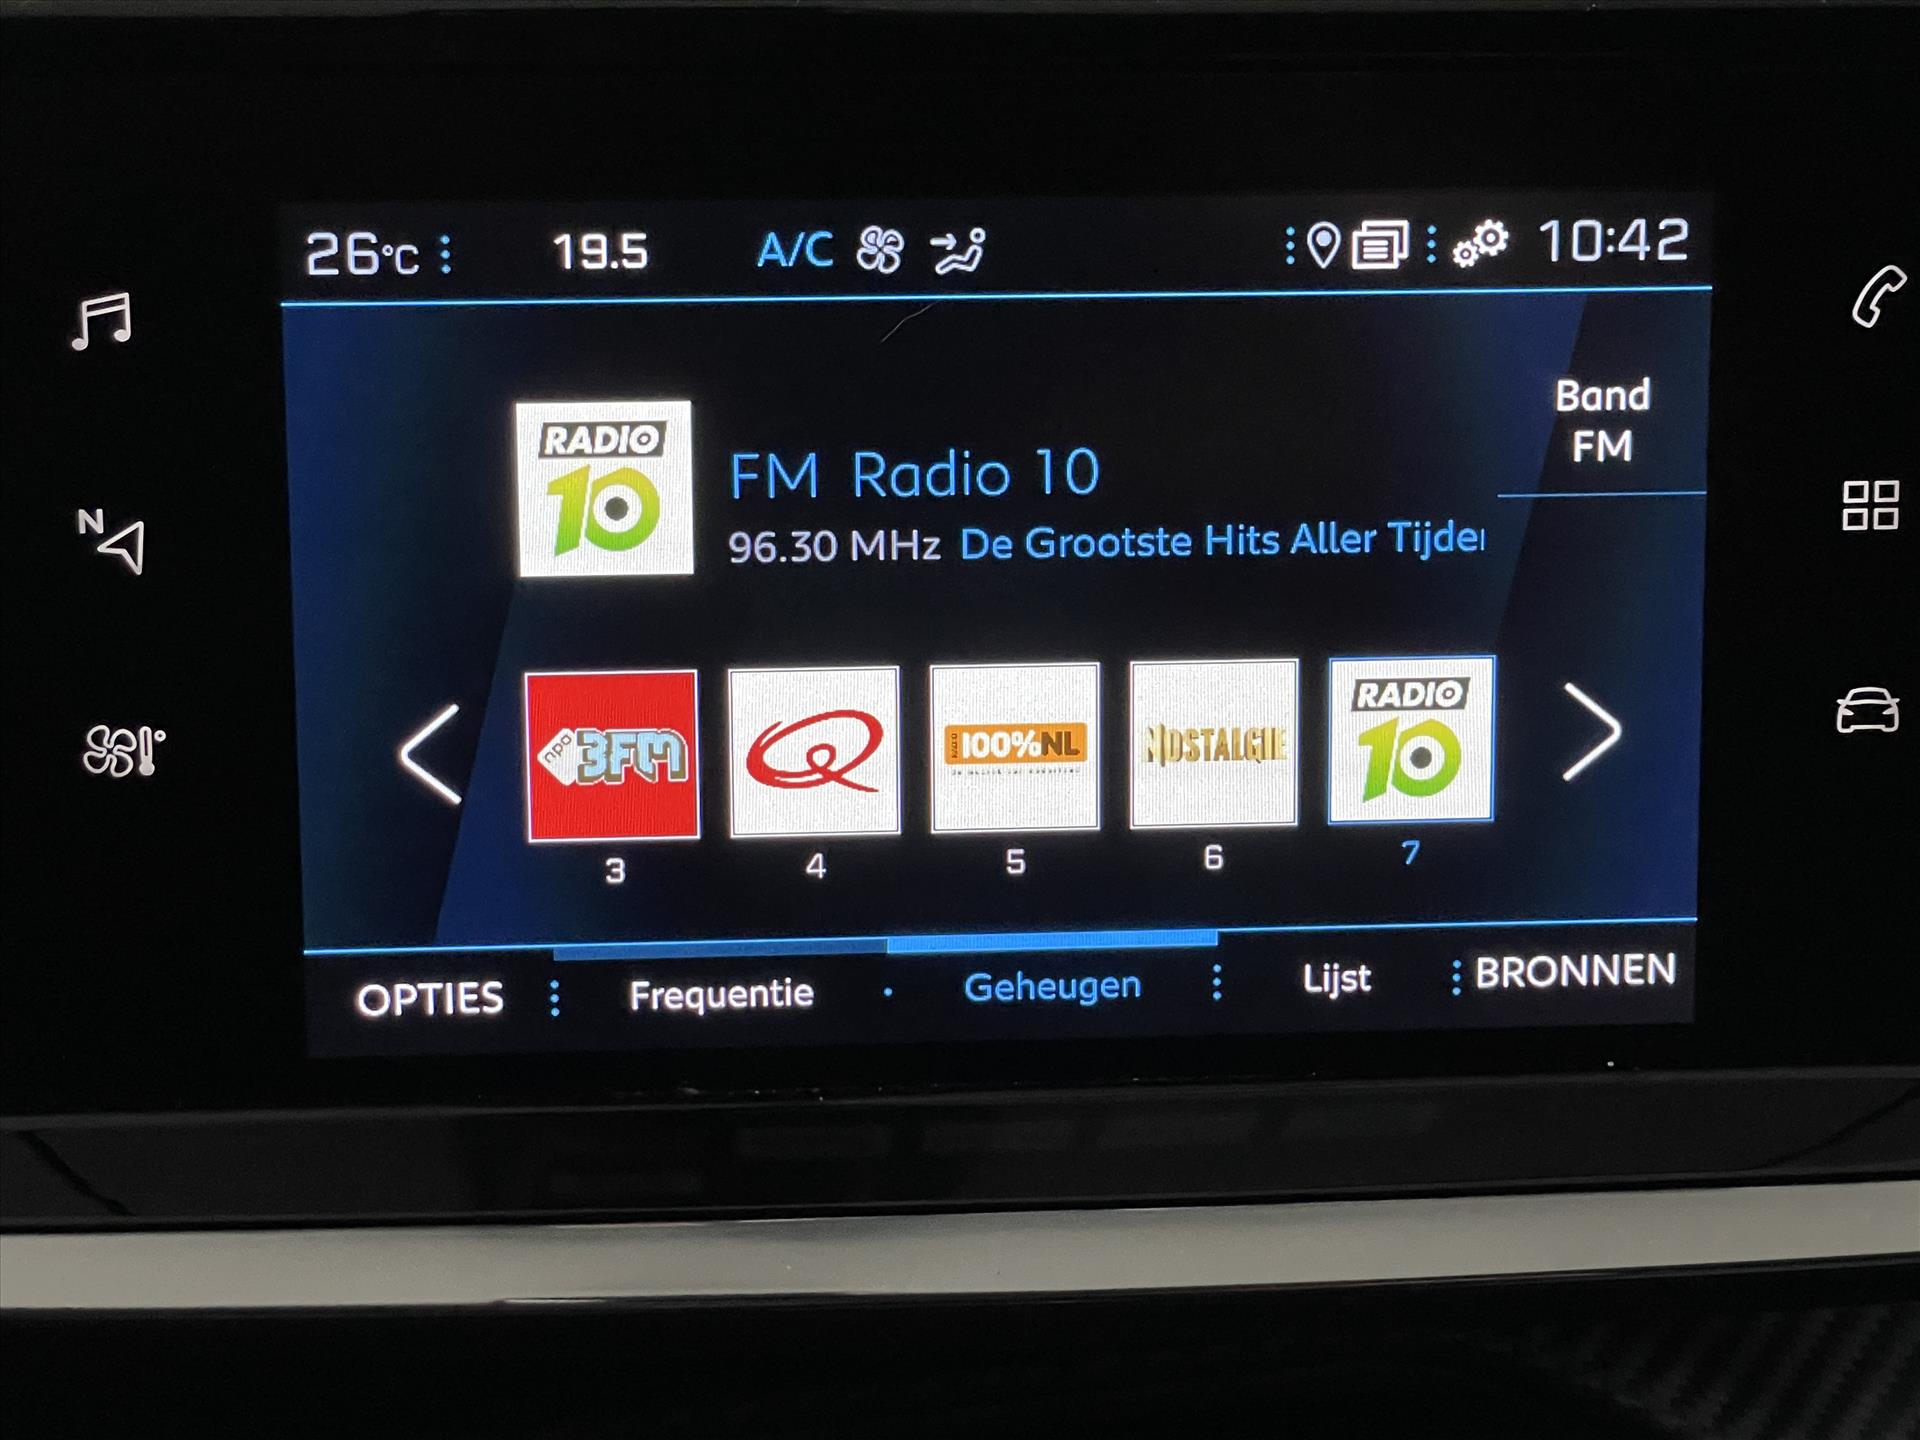 26°C 19.5 A/C 10:42
Band
FM
RADIO
10
FM Radio 10
96.30 MHz De Grootste Hits Aller Tijde
N
npo 3FM
100%NL
NOSTALGIE
RADIO
10
3 4 5 6 7
OPTIES Frequentie Geheugen Lijst BRONNEN